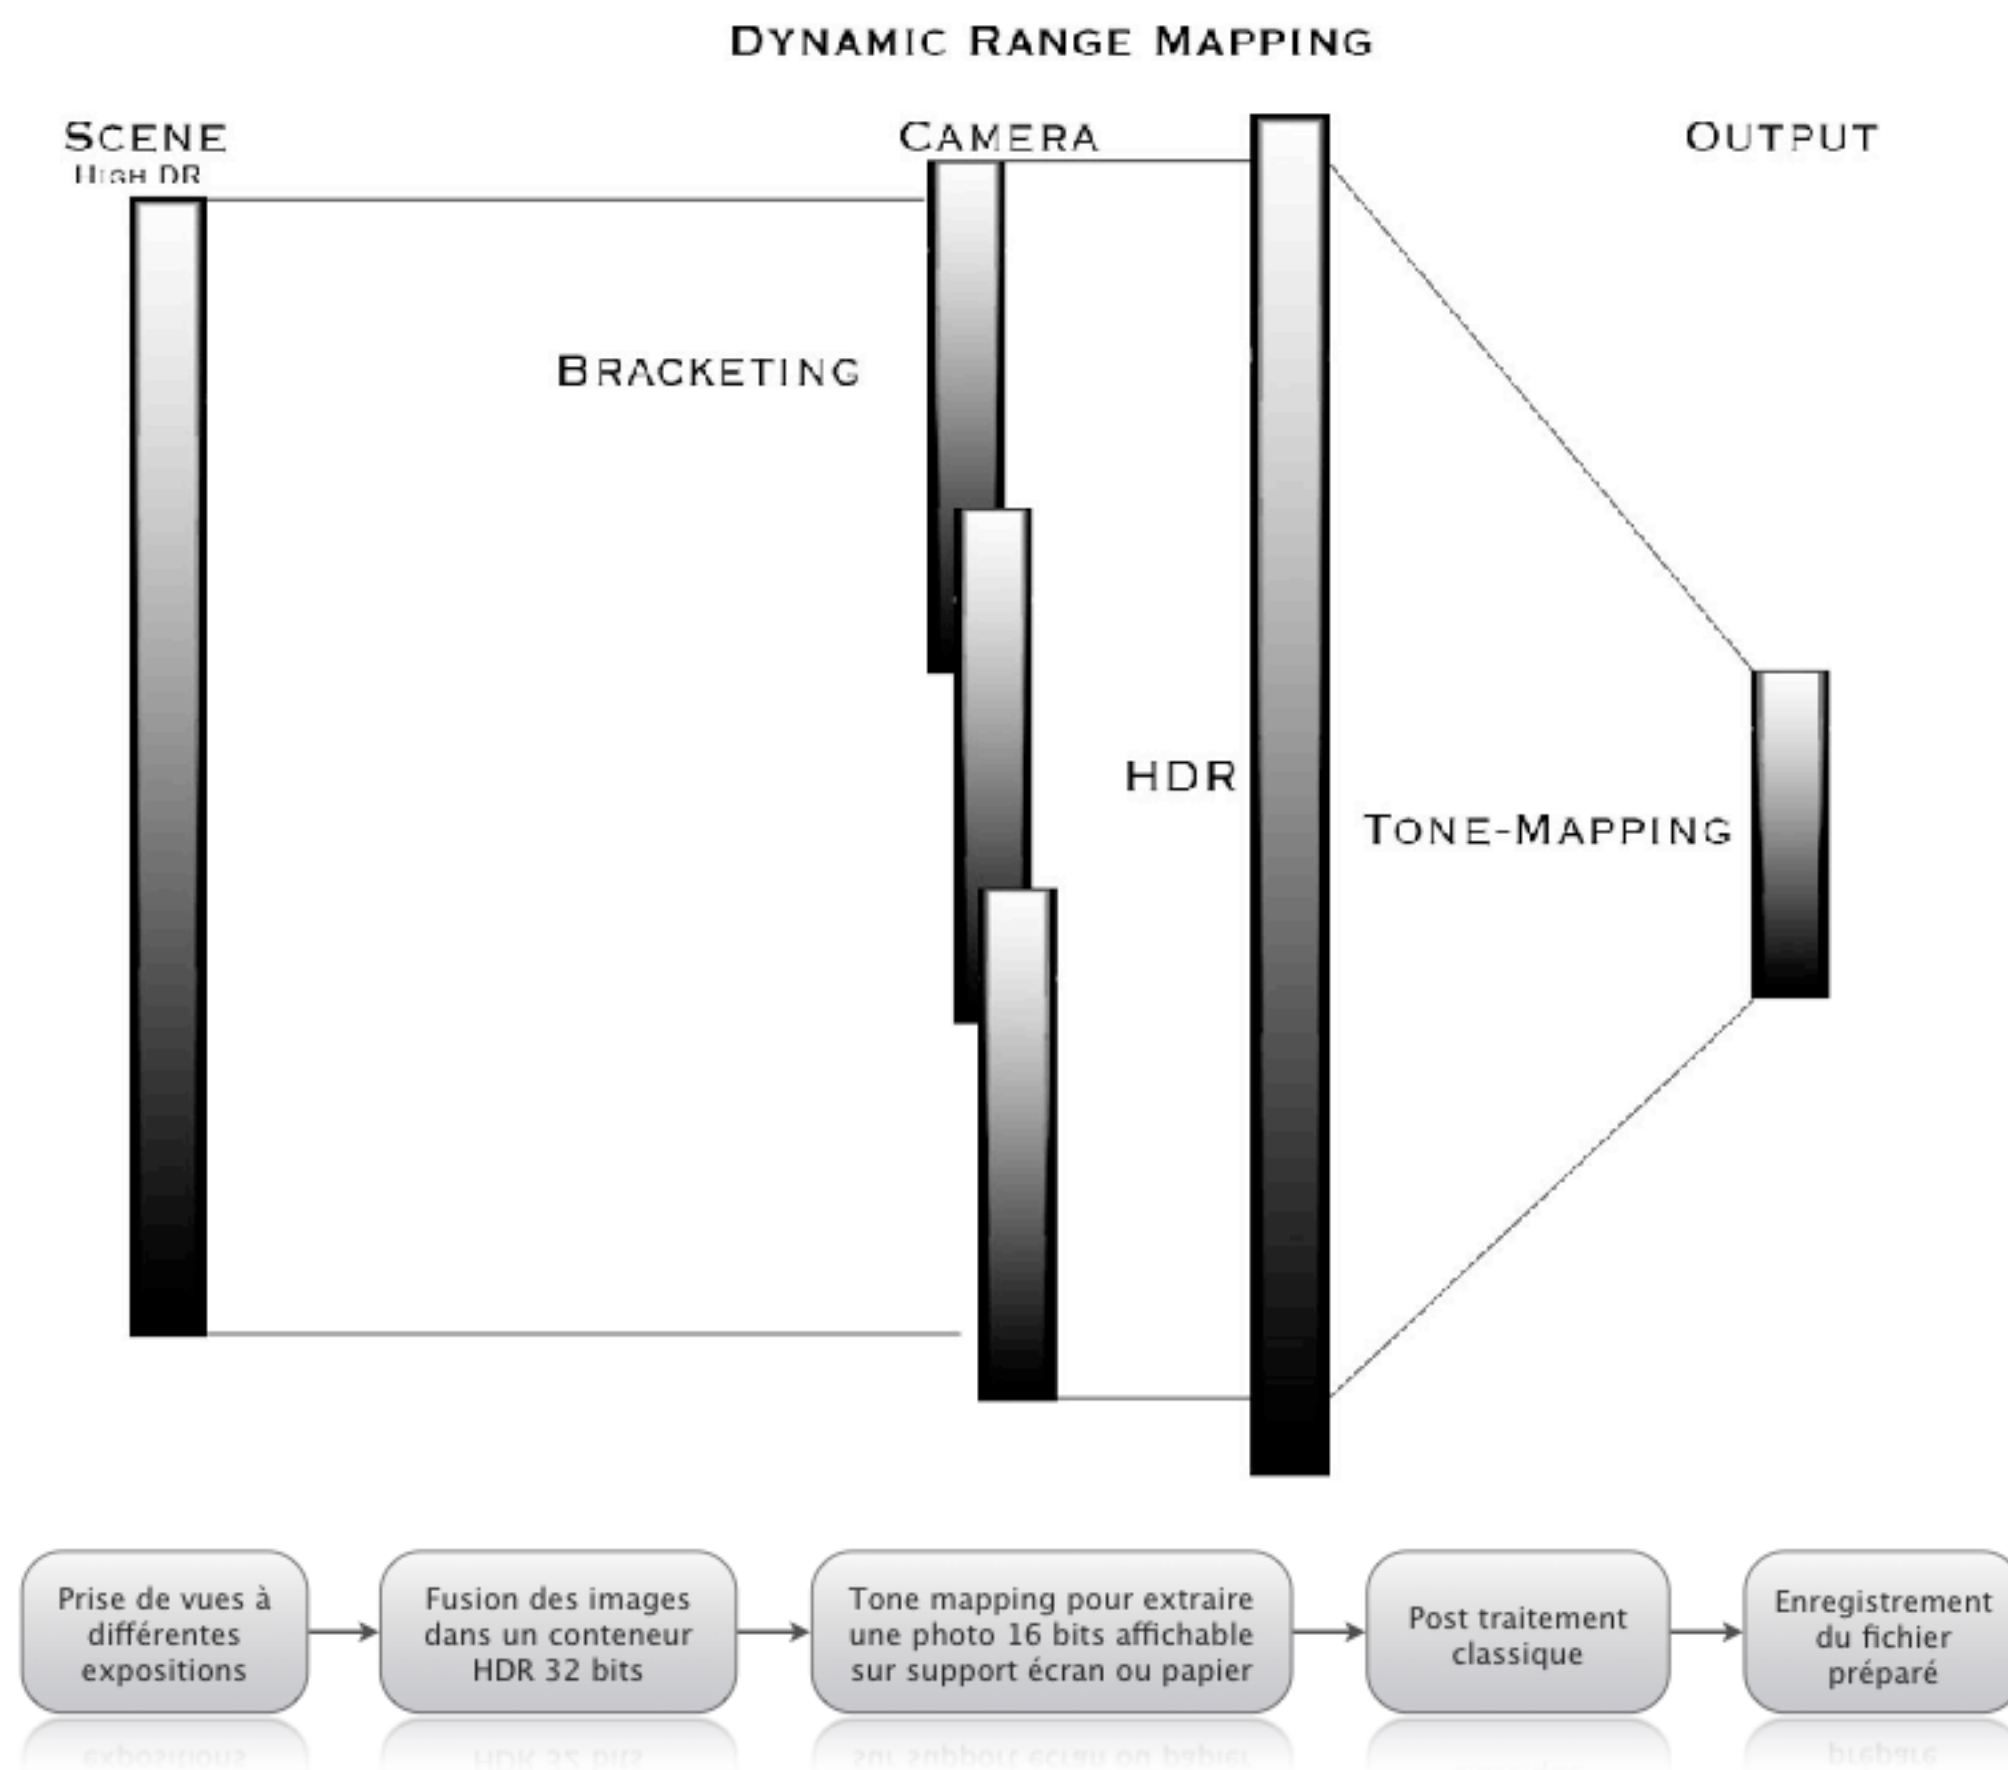 DYNAMIC RANGE MAPPING
SCENE
HIGH DR
CAMERA
OUTPUT
BRACKETING
HDR
TONE-MAPPING
Prise de vues à
différentes
expositions
Fusion des images
dans un conteneur
HDR 32 bits
Tone mapping pour extraire
une photo 16 bits affichable
sur support écran ou papier
Post traitement
classique
Enregistrement
du fichier
préparé